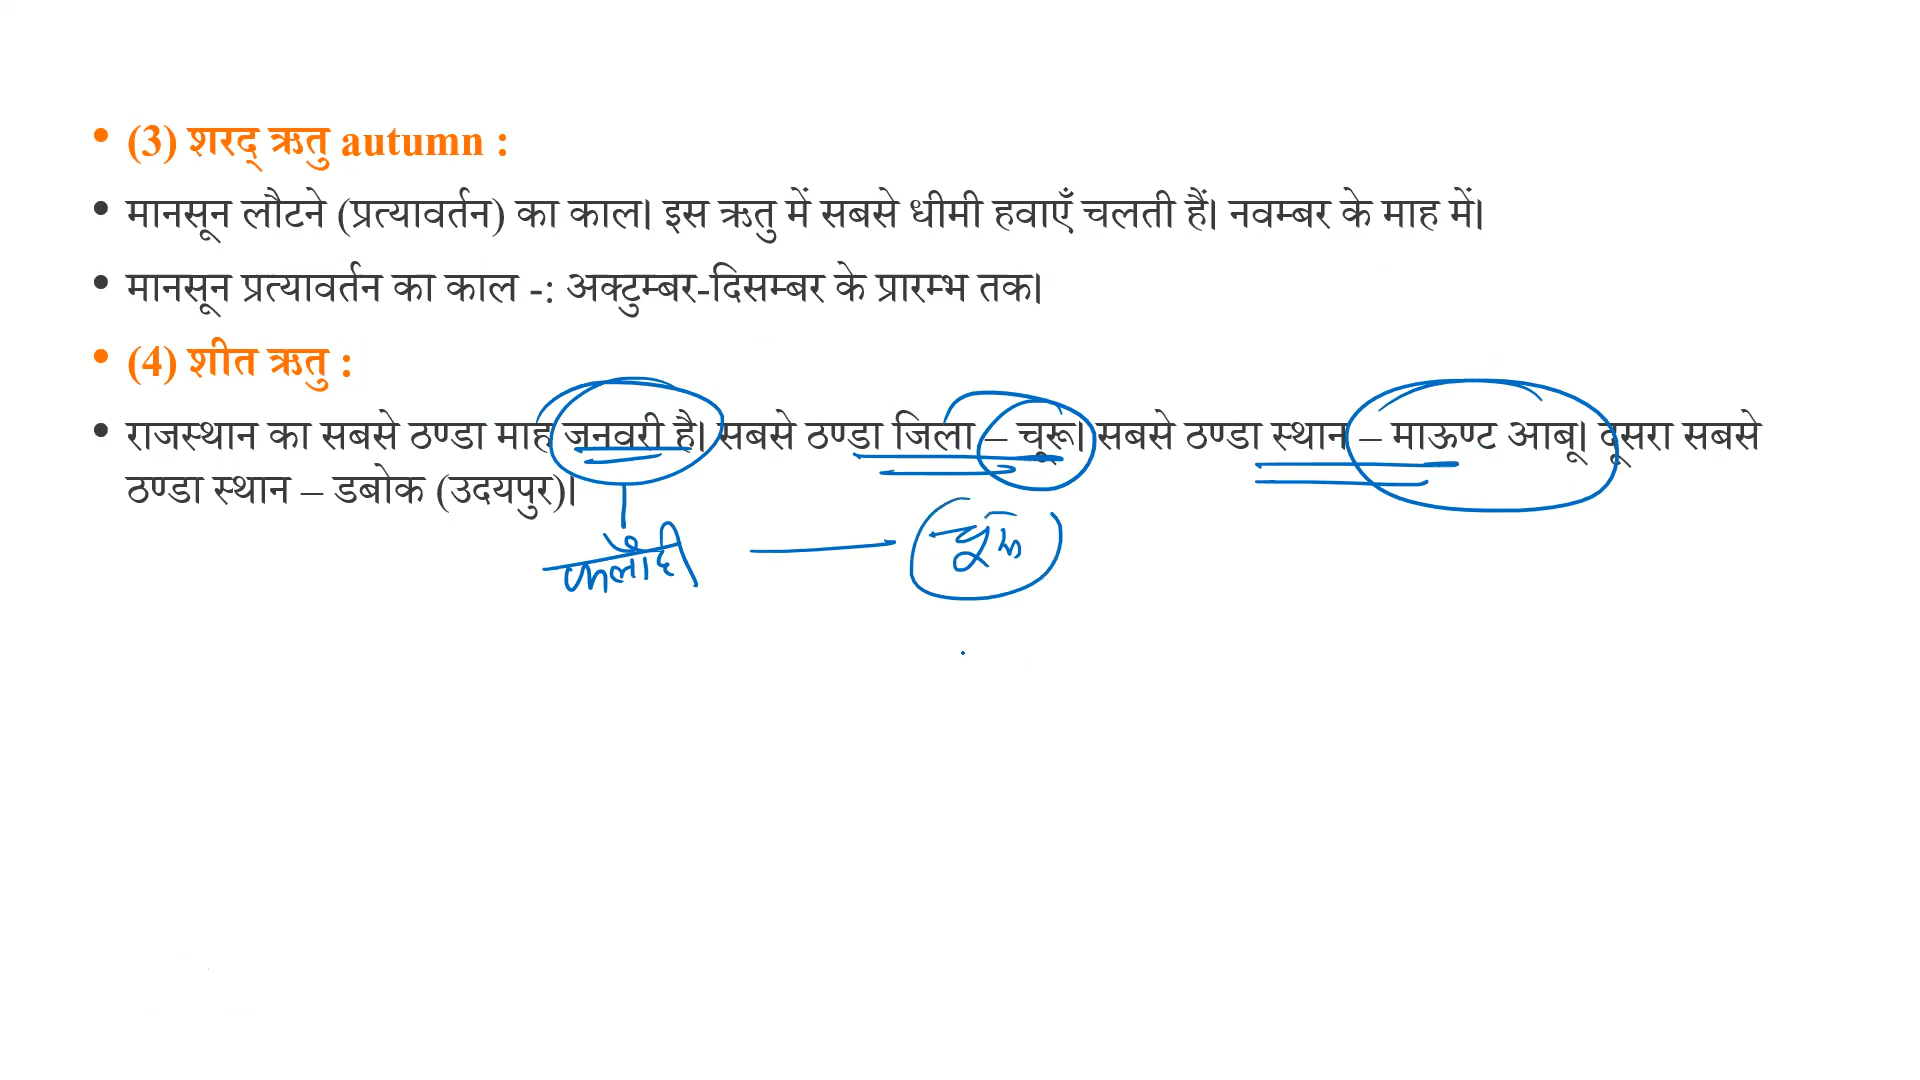 • (3) शरद् ऋतु autumn :
• मानसून लौटने (प्रत्यावर्तन) का काल। इस ऋतु में सबसे धीमी हवाएँ चलती हैं। नवम्बर के माह में।
• मानसून प्रत्यावर्तन का काल -: अक्टुम्बर-दिसम्बर के प्रारम्भ तक।
• (4) शीत ऋतु :
• राजस्थान का सबसे ठण्डा माह जनवरी है। सबसे ठण्डा जिला – चूरू। सबसे ठण्डा स्थान – माऊण्ट आबू। दूसरा सबसे
ठण्डा स्थान – डबोक (उदयपुर)।
फलौदी चूरू